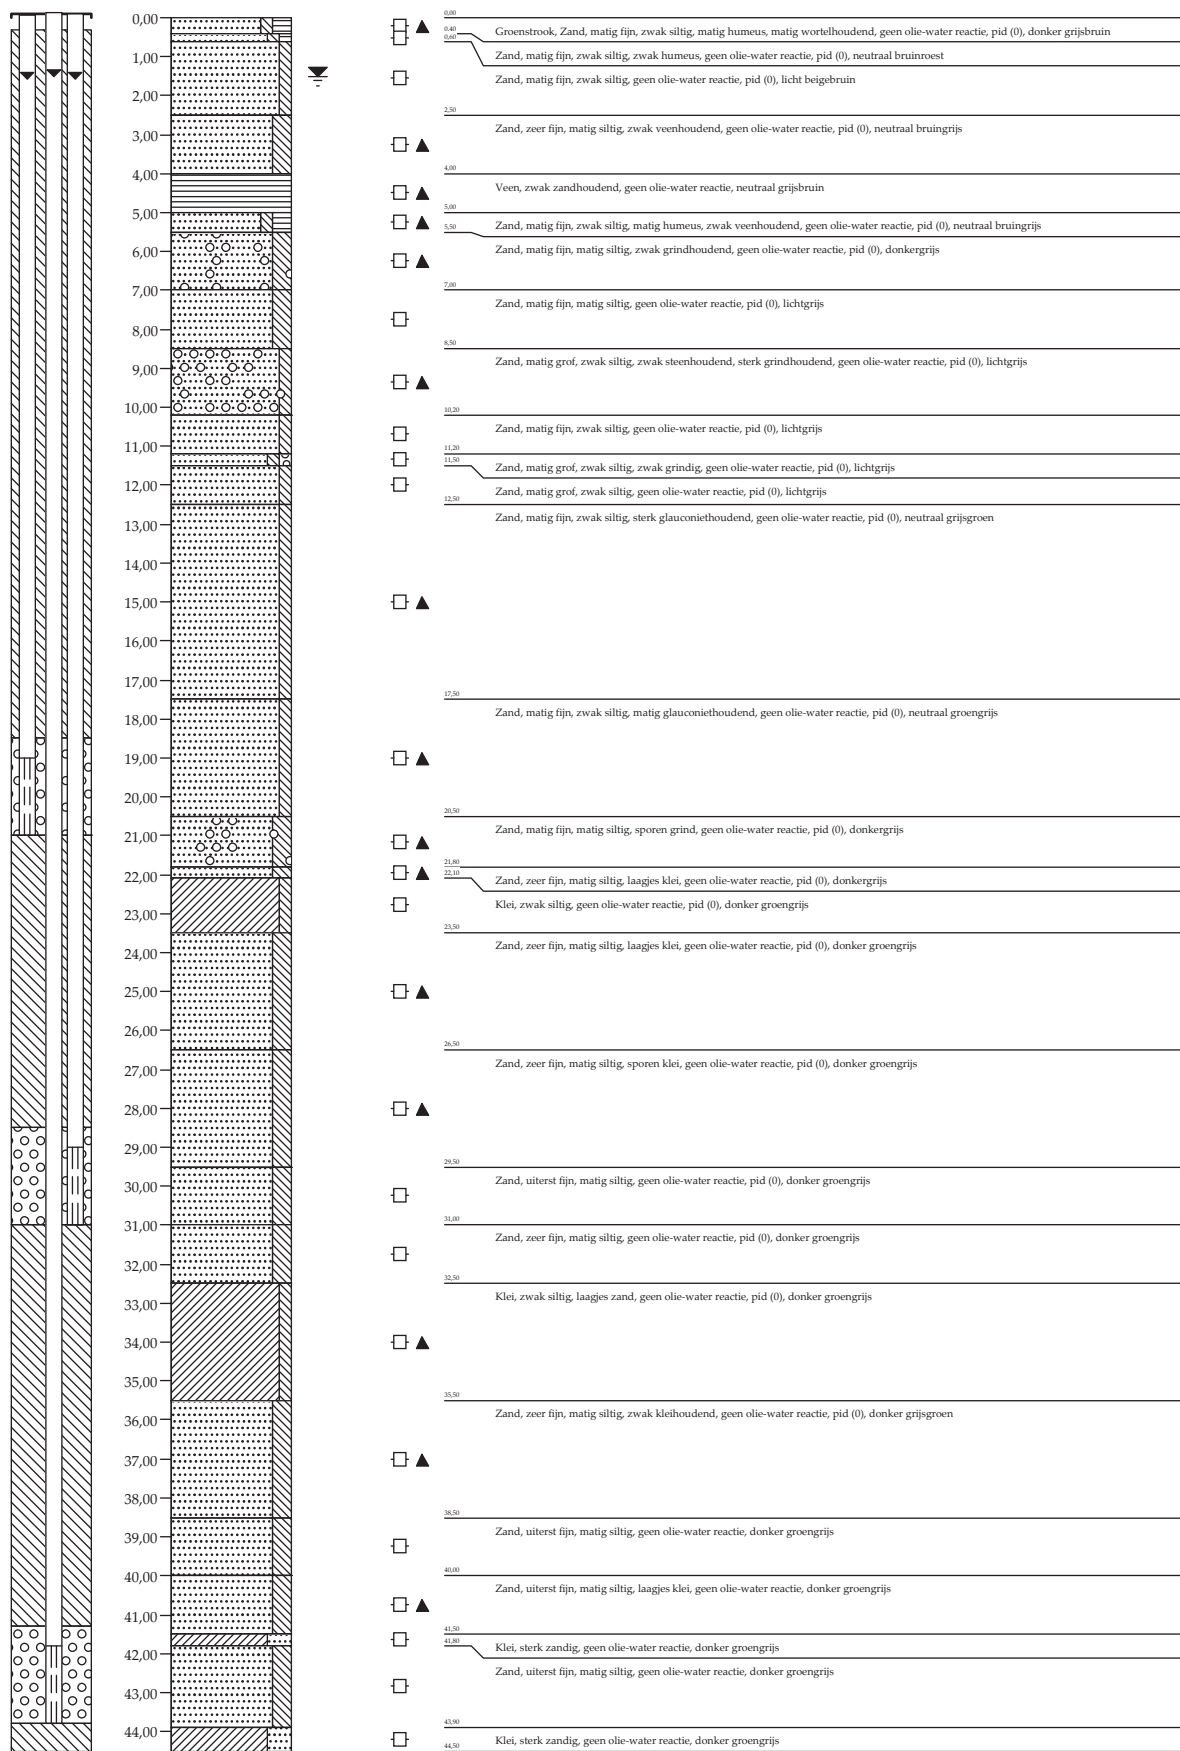 0,00
1,00
2,00
3,00
4,00
5,00
6,00
7,00
8,00
9,00
10,00
11,00
12,00
13,00
14,00
15,00
16,00
17,00
18,00
19,00
20,00
21,00
22,00
23,00
24,00
25,00
26,00
27,00
28,00
29,00
30,00
31,00
32,00
33,00
34,00
35,00
36,00
37,00
38,00
39,00
40,00
41,00
42,00
43,00
44,00
0,00
0,40
Groenstrook, Zand, matig fijn, zwak siltig, matig humeus, matig wortelhoudend, geen olie-water reactie, pid (0), donker grijsbruin
0,60
Zand, matig fijn, zwak siltig, zwak humeus, geen olie-water reactie, pid (0), neutraal bruinroest
Zand, matig fijn, zwak siltig, geen olie-water reactie, pid (0), licht beigebruin
2,50
Zand, zeer fijn, matig siltig, zwak veenhoudend, geen olie-water reactie, pid (0), neutraal bruingrijs
4,00
Veen, zwak zandhoudend, geen olie-water reactie, neutraal grijsbruin
5,00
Zand, matig fijn, zwak siltig, matig humeus, zwak veenhoudend, geen olie-water reactie, pid (0), neutraal bruingrijs
5,50
Zand, matig fijn, matig siltig, zwak grindhoudend, geen olie-water reactie, pid (0), donkergrijs
7,00
Zand, matig fijn, matig siltig, geen olie-water reactie, pid (0), lichtgrijs
8,50
Zand, matig grof, zwak siltig, zwak steenhoudend, sterk grindhoudend, geen olie-water reactie, pid (0), lichtgrijs
10,20
Zand, matig fijn, zwak siltig, geen olie-water reactie, pid (0), lichtgrijs
11,20
11,50
Zand, matig grof, zwak siltig, zwak grindig, geen olie-water reactie, pid (0), lichtgrijs
Zand, matig grof, zwak siltig, geen olie-water reactie, pid (0), lichtgrijs
12,50
Zand, matig fijn, zwak siltig, sterk glauconiethoudend, geen olie-water reactie, pid (0), neutraal grijsgroen
17,50
Zand, matig fijn, zwak siltig, matig glauconiethoudend, geen olie-water reactie, pid (0), neutraal groengrijs
20,50
Zand, matig fijn, matig siltig, sporen grind, geen olie-water reactie, pid (0), donkergrijs
21,80
22,10
Zand, zeer fijn, matig siltig, laagjes klei, geen olie-water reactie, pid (0), donkergrijs
Klei, zwak siltig, geen olie-water reactie, pid (0), donker groengrijs
23,50
Zand, zeer fijn, matig siltig, laagjes klei, geen olie-water reactie, pid (0), donker groengrijs
26,50
Zand, zeer fijn, matig siltig, sporen klei, geen olie-water reactie, pid (0), donker groengrijs
29,50
Zand, uiterst fijn, matig siltig, geen olie-water reactie, pid (0), donker groengrijs
31,00
Zand, zeer fijn, matig siltig, geen olie-water reactie, pid (0), donker groengrijs
32,50
Klei, zwak siltig, laagjes zand, geen olie-water reactie, pid (0), donker groengrijs
35,50
Zand, zeer fijn, matig siltig, zwak kleihoudend, geen olie-water reactie, pid (0), donker grijsgroen
38,50
Zand, uiterst fijn, matig siltig, geen olie-water reactie, donker groengrijs
40,00
Zand, uiterst fijn, matig siltig, laagjes klei, geen olie-water reactie, donker groengrijs
41,50
41,80
Klei, sterk zandig, geen olie-water reactie, donker groengrijs
Zand, uiterst fijn, matig siltig, geen olie-water reactie, donker groengrijs
43,90
Klei, sterk zandig, geen olie-water reactie, donker groengrijs
44,50